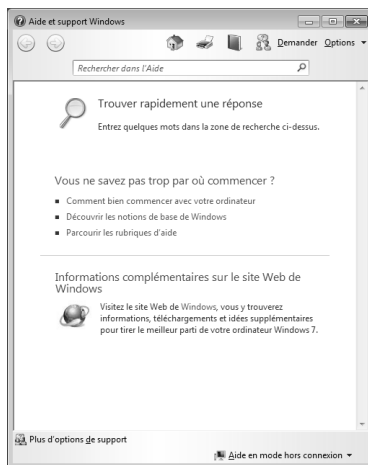 Aide et support Windows
Demander Options
Rechercher dans l'Aide
Trouver rapidement une réponse
Entrez quelques mots dans la zone de recherche ci-dessus.
Vous ne savez pas trop par où commencer ?
Comment bien commencer avec votre ordinateur
Découvrir les notions de base de Windows
Parcourir les rubriques d'aide
Informations complémentaires sur le site Web de
Windows
Visitez le site Web de Windows, vous y trouverez
informations, téléchargements et idées supplémentaires
pour tirer le meilleur parti de votre ordinateur Windows 7.
Plus d'options de support
Aide en mode hors connexion